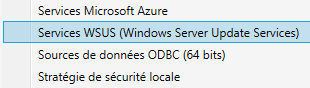 Services Microsoft Azure
Services WSUS (Windows Server Update Services)
Sources de données ODBC (64 bits)
Stratégie de sécurité locale